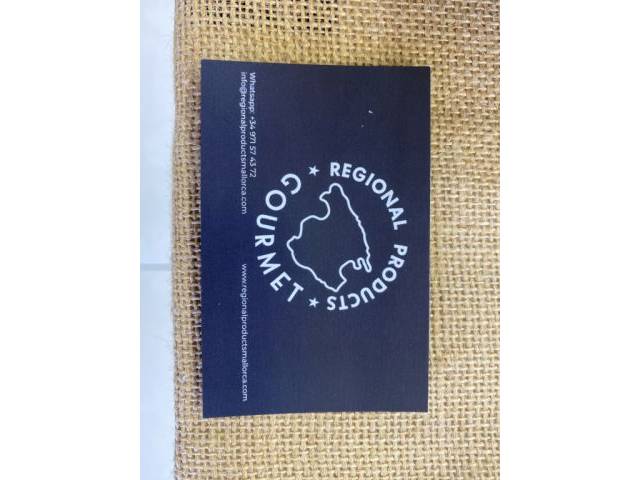 REGIONAL PRODUCTS
GOURMET
Whatsapp: +34 971 57 43 72
info@regionalproductsmallorca.com
www.regionalproductsmallorca.com